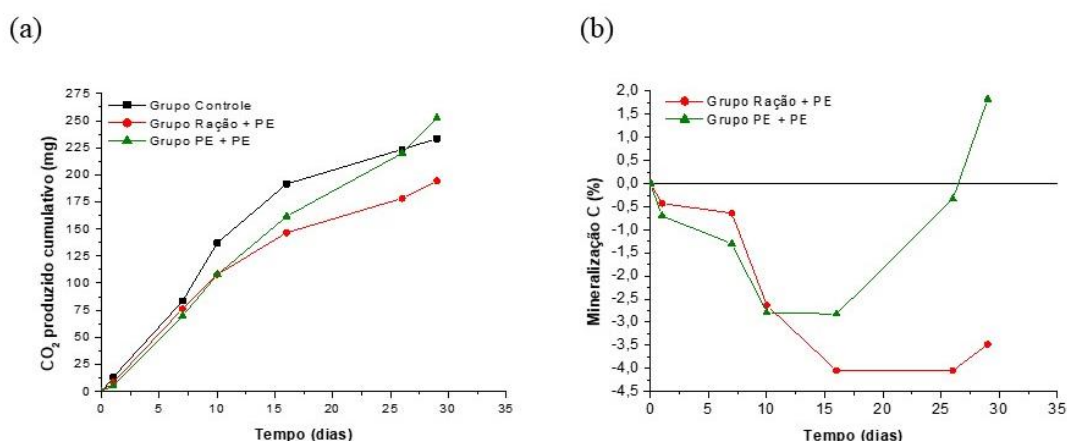 (a)
CO₂ produzido cumulativo (mg)
275
250
225
200
175
150
125
100
75
50
25
0
Grupo Controle
Grupo Ração + PE
Grupo PE + PE
0 5 10 15 20 25 30 35
Tempo (dias)
(b)
Mineralização C (%)
2,0
1,5
1,0
0,5
0,0
-0,5
-1,0
-1,5
-2,0
-2,5
-3,0
-3,5
-4,0
-4,5
Grupo Ração + PE
Grupo PE + PE
0 5 10 15 20 25 30 35
Tempo (dias)